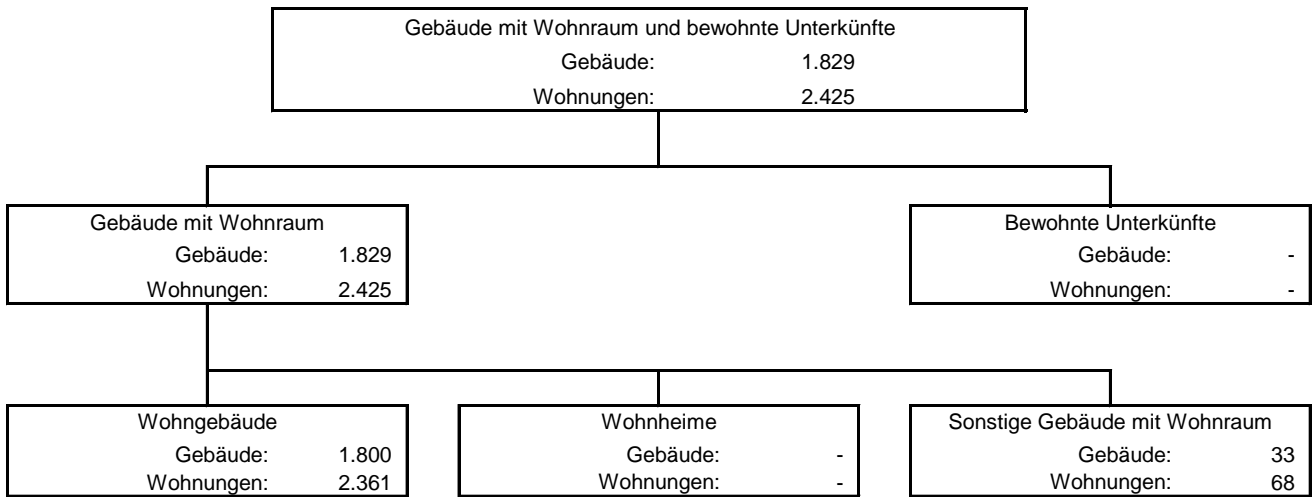 Gebäude mit Wohnraum und bewohnte Unterkünfte
Gebäude: 1.829
Wohnungen: 2.425
Gebäude mit Wohnraum
Gebäude: 1.829
Wohnungen: 2.425
Bewohnte Unterkünfte
Gebäude: -
Wohnungen: -
Wohngebäude
Gebäude: 1.800
Wohnungen: 2.361
Wohnheime
Gebäude: -
Wohnungen: -
Sonstige Gebäude mit Wohnraum
Gebäude: 33
Wohnungen: 68